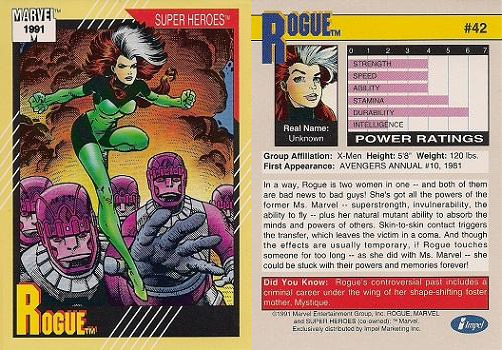 MARVEL™
1991
SUPER HEROES™
ROGUE™
ROGUE™
#42
0 1 2 3 4 5 6 7
STRENGTH
SPEED
AGILITY
STAMINA
DURABILITY
INTELLIGENCE
Real Name:
Unknown
POWER RATINGS
Group Affiliation: X-Men Height: 5'8" Weight: 120 lbs.
First Appearance: AVENGERS ANNUAL #10, 1981
In a way, Rogue is two women in one -- and both of them
are bad news to bad guys! She's got all the powers of the
former Ms. Marvel -- superstrength, invulnerability, the
ability to fly -- plus her natural mutant ability to absorb the
minds and powers of others. Skin-to-skin contact triggers
the transfer, which leaves the victim in a coma. And though
the effects are usually temporary, if Rogue touches
someone for too long -- as she did with Ms. Marvel -- she
could be stuck with their powers and memories forever!
Did You Know: Rogue's controversial past includes a
criminal career under the wing of her shape-shifting foster
mother, Mystique.
©1991 Marvel Entertainment Group, Inc. ROGUE, MARVEL
and SUPER HEROES (co-owned): ™ Marvel.
Exclusively distributed by Impel Marketing Inc.
Impel